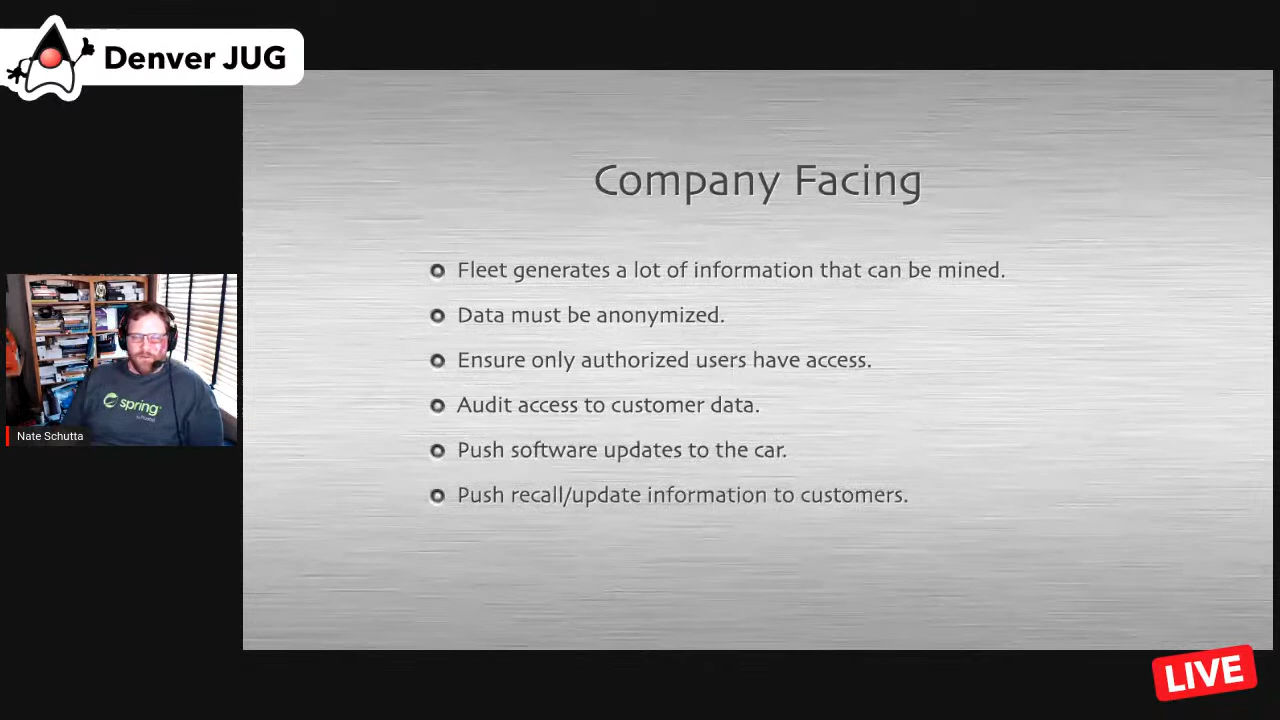 Denver JUG
Company Facing
Fleet generates a lot of information that can be mined.
Data must be anonymized.
Ensure only authorized users have access.
Audit access to customer data.
Push software updates to the car.
Push recall/update information to customers.
spring
Nate Schutta
LIVE